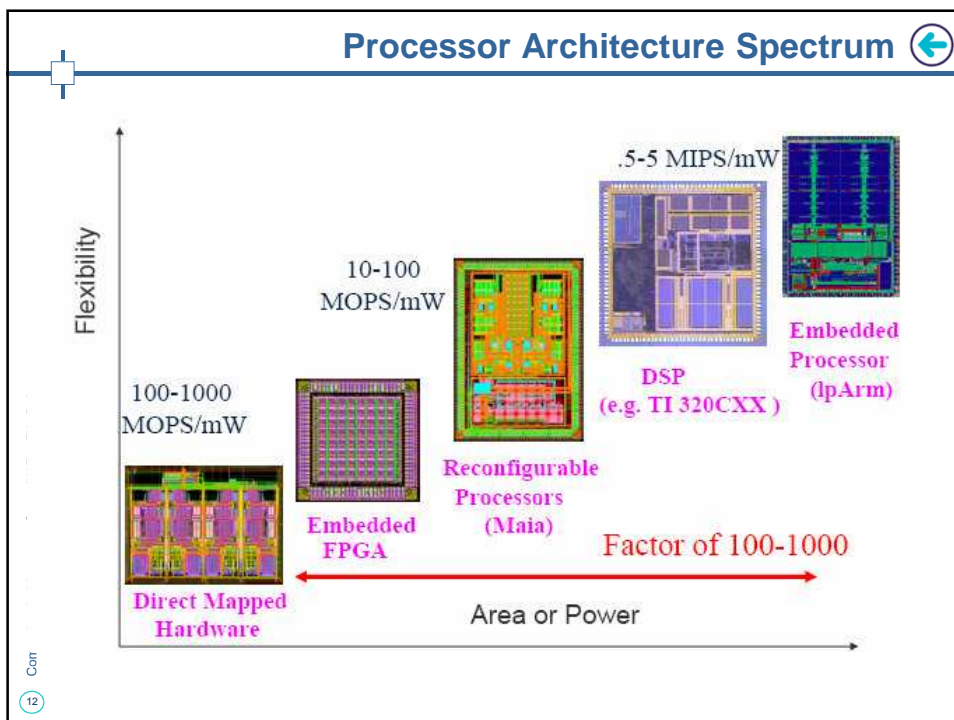 Processor Architecture Spectrum
Flexibility
.5-5 MIPS/mW
10-100
MOPS/mW
100-1000
MOPS/mW
Embedded
Processor
(lpArm)
DSP
(e.g. TI 320CXX )
Reconfigurable
Processors
(Maia)
Embedded
FPGA
Direct Mapped
Hardware
Factor of 100-1000
Area or Power
12